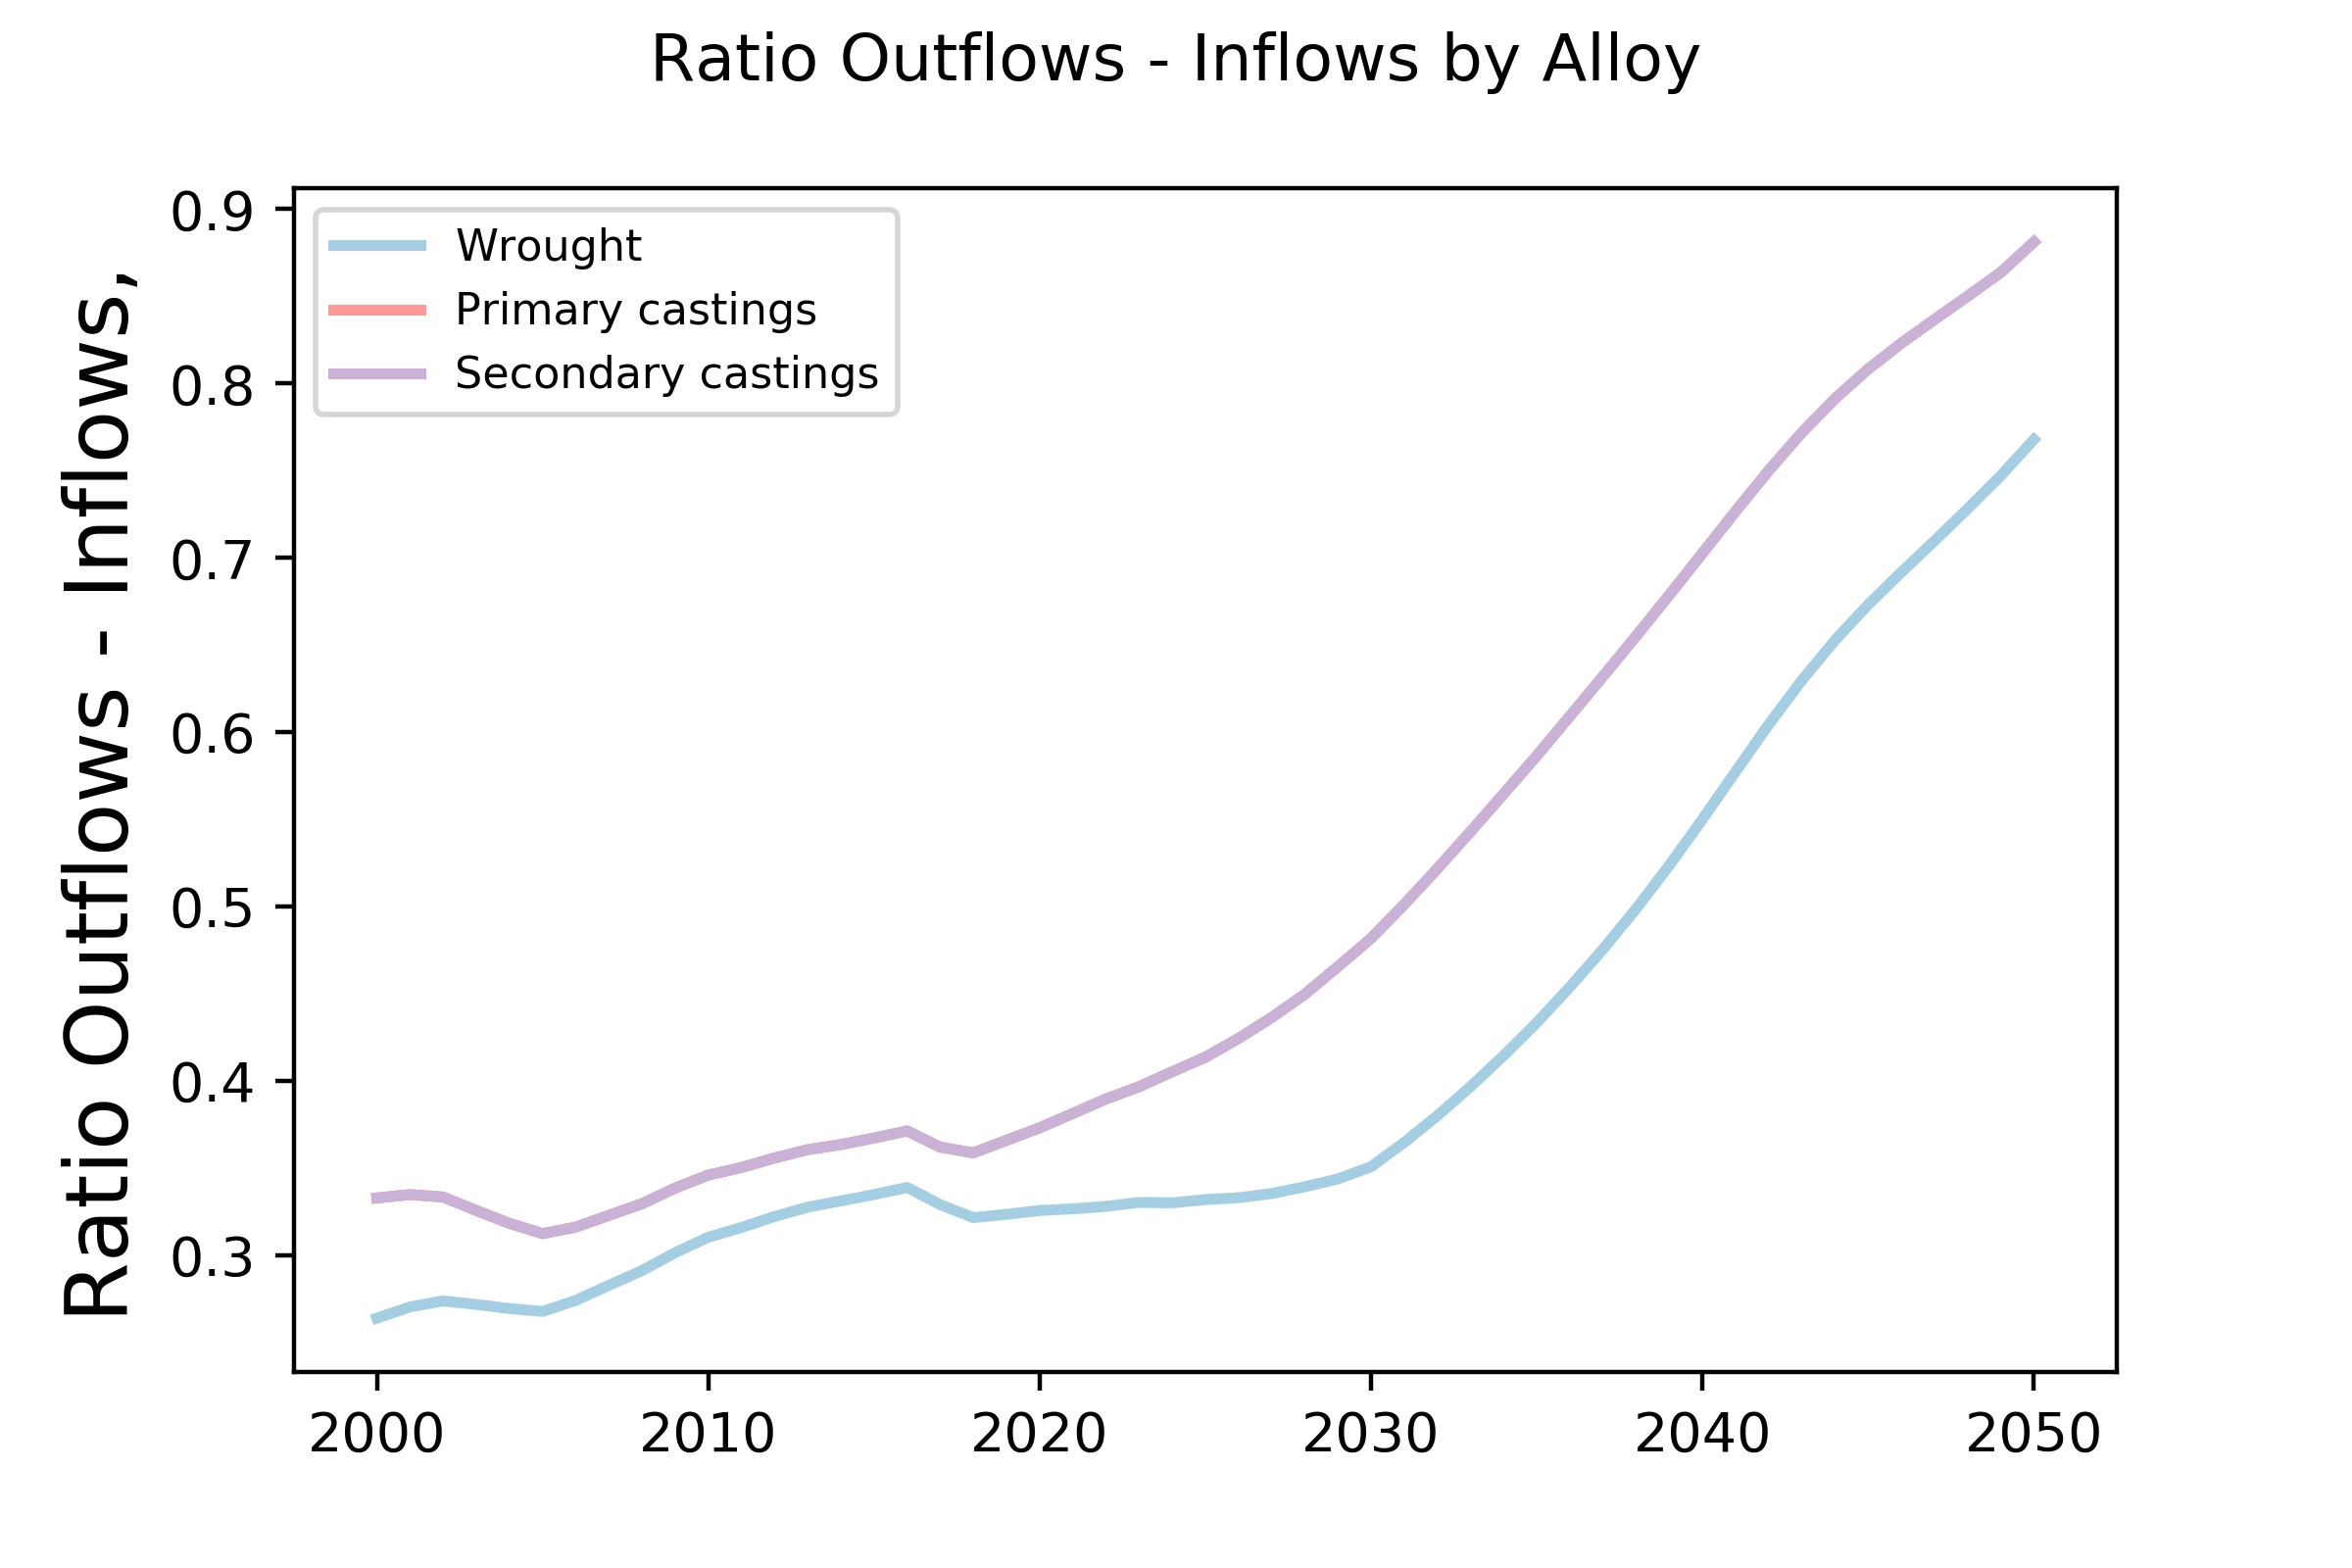 Ratio Outflows - Inflows by Alloy
Ratio Outflows - Inflows,
0.9
0.8
0.7
0.6
0.5
0.4
0.3
Wrought
Primary castings
Secondary castings
2000 2010 2020 2030 2040 2050